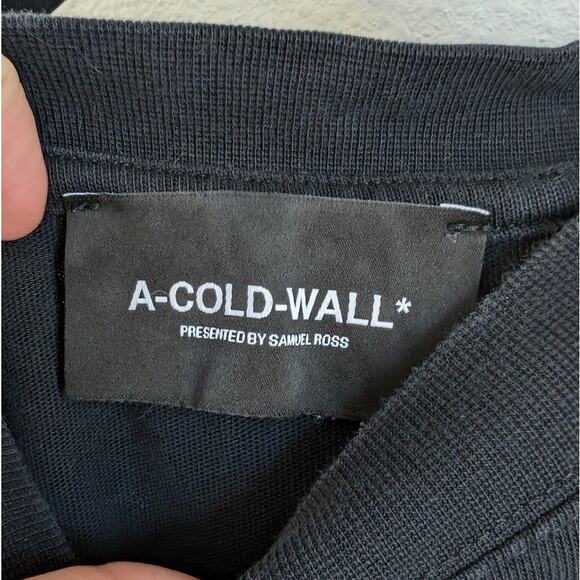 A-COLD-WALL*
PRESENTED BY SAMUEL ROSS